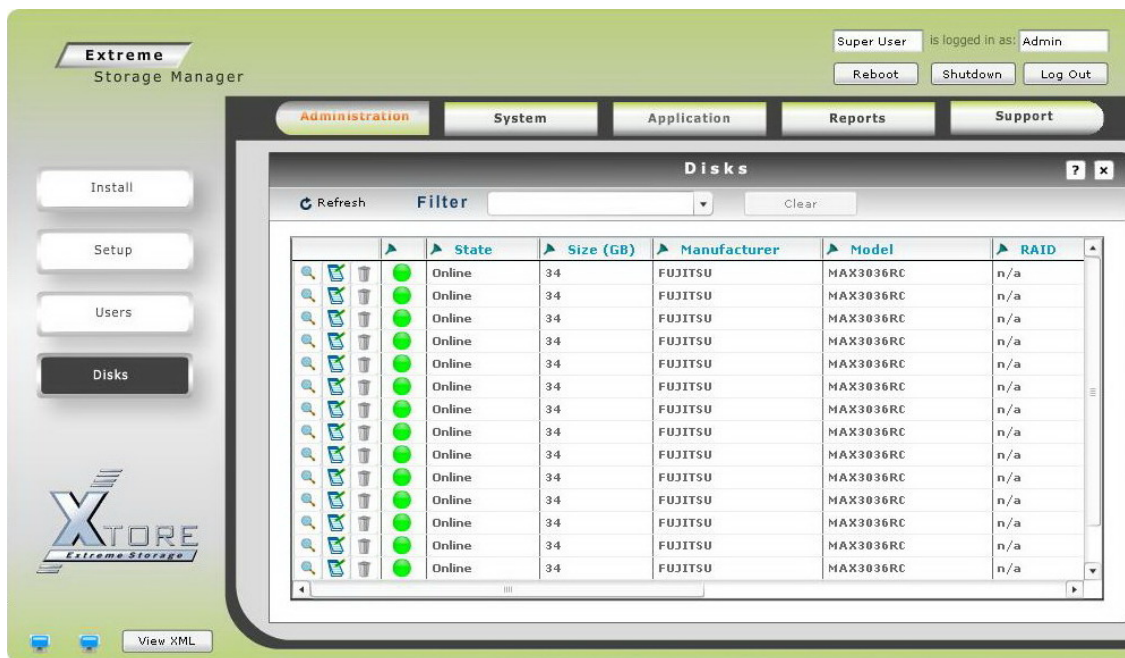 Extreme
Storage Manager
Super User is logged in as: Admin
Reboot Shutdown Log Out
Administration System Application Reports Support
Disks ? ×
Install
Setup
Users
Disks
Refresh Filter Clear
State Size (GB) Manufacturer Model RAID
Online 34 FUJITSU MAX3036RC n/a
Online 34 FUJITSU MAX3036RC n/a
Online 34 FUJITSU MAX3036RC n/a
Online 34 FUJITSU MAX3036RC n/a
Online 34 FUJITSU MAX3036RC n/a
Online 34 FUJITSU MAX3036RC n/a
Online 34 FUJITSU MAX3036RC n/a
Online 34 FUJITSU MAX3036RC n/a
Online 34 FUJITSU MAX3036RC n/a
Online 34 FUJITSU MAX3036RC n/a
Online 34 FUJITSU MAX3036RC n/a
Online 34 FUJITSU MAX3036RC n/a
Online 34 FUJITSU MAX3036RC n/a
Online 34 FUJITSU MAX3036RC n/a
XTORE
Extreme Storage
View XML